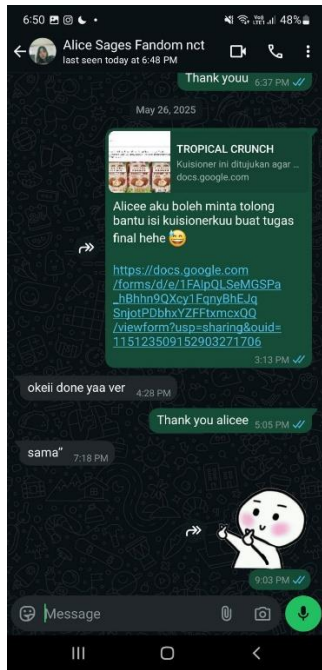 6:50
48%
Alice Sages Fandom nct
last seen today at 6:48 PM
Thank youu 6:37 PM
May 26, 2025
TROPICAL CRUNCH
Kuisioner ini ditujukan agar ...
docs.google.com
Alicee aku boleh minta tolong
bantu isi kuisionerkuu buat tugas
final hehe 😅
https://docs.google.com
/forms/d/e/1FAIpQLSeMGSPa
_hBhhn9QXcy1FqnyBhEJq
SnjotPDbhxYZFFtxmcxQQ
/viewform?usp=sharing&ouid=
115123509152903271706
3:13 PM
okeii done yaa ver 4:28 PM
Thank you alicee 5:05 PM
sama" 7:18 PM
9:03 PM
Message